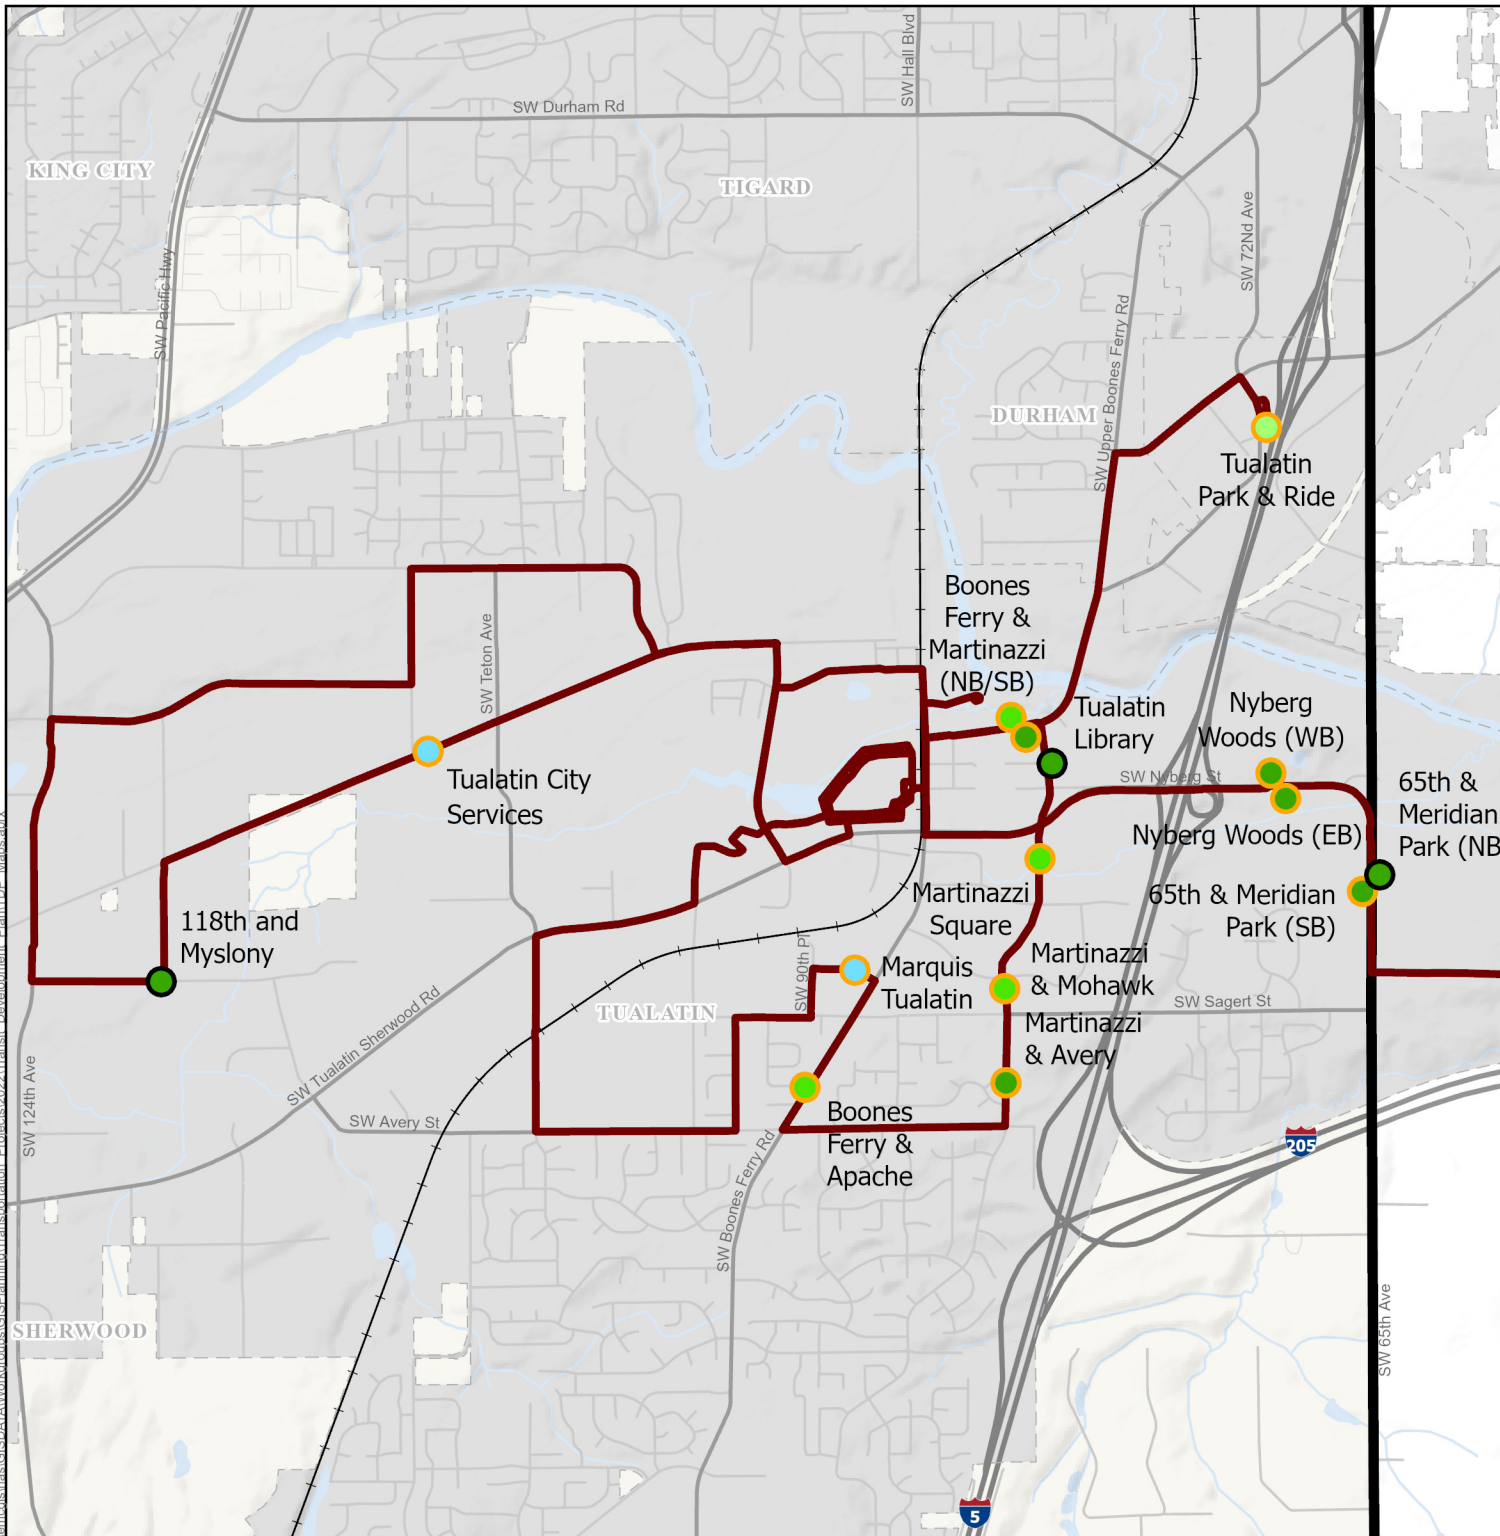 SW Hall Blvd
SW Durham Rd
KING CITY
TIGARD
SW 72Nd Ave
SW Pacific Hwy
SW Upper Boones Ferry Rd
DURHAM
Tualatin
Park & Ride
Boones
Ferry &
Martinazzi
(NB/SB)
SW Teton Ave
Tualatin
Library
Nyberg
Woods (WB)
SW Nyberg St
Tualatin City
Services
65th &
Meridian
Park (NB
Nyberg Woods (EB)
Martinazzi
Square
65th & Meridian
Park (SB)
118th and
Myslony
SW 90th Pl
Marquis
Tualatin
Martinazzi
& Mohawk
SW Sagert St
TUALATIN
Martinazzi
& Avery
SW Tualatin Sherwood Rd
SW 124th Ave
SW Avery St
Boones
Ferry &
Apache
205
SW Boones Ferry Rd
SHERWOOD
SW 65th Ave
5